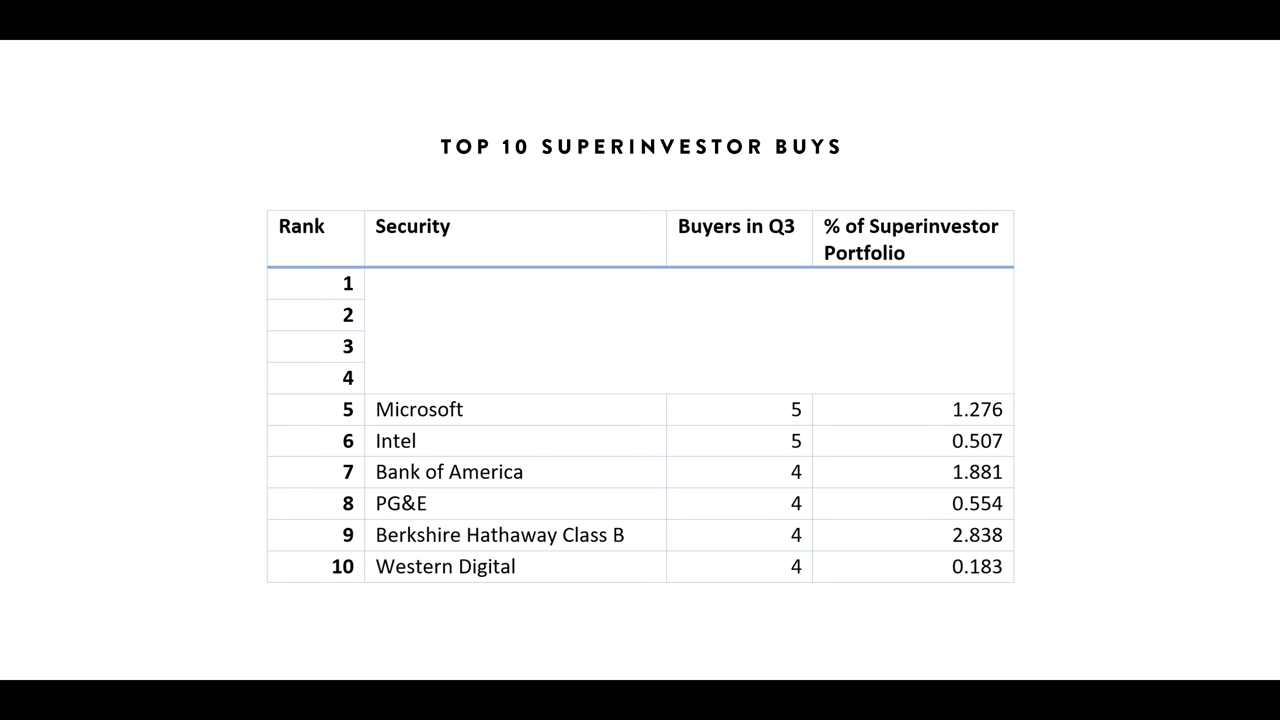 TOP 10 SUPERINVESTOR BUYS
Rank Security Buyers in Q3 % of Superinvestor
Portfolio
1
2
3
4
5 Microsoft 5 1.276
6 Intel 5 0.507
7 Bank of America 4 1.881
8 PG&E 4 0.554
9 Berkshire Hathaway Class B 4 2.838
10 Western Digital 4 0.183